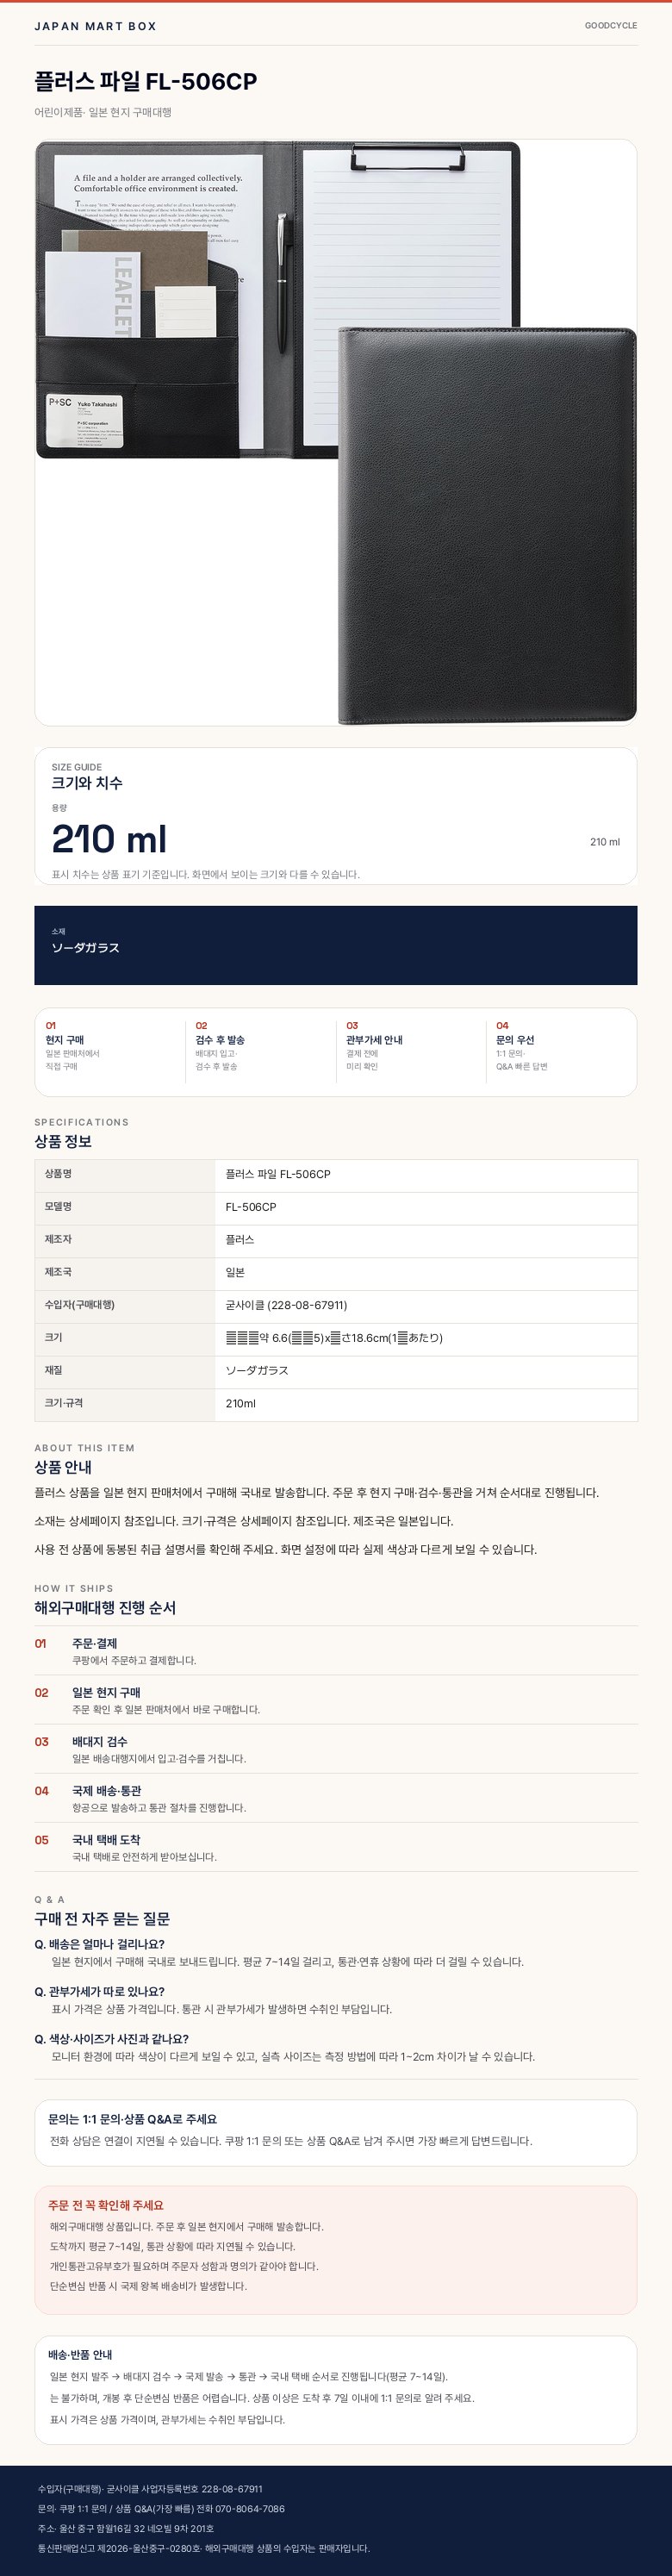 JAPAN MART BOX
GOODCYCLE
플러스 파일 FL-506CP
어린이제품· 일본 현지 구매대행
A file and a holder are arranged collectively.
Comfortable office environment is created.
LEAFLET
P+SC
Yuko Takahashi
P+SC corporation
SIZE GUIDE
크기와 치수
용량
210 ml
210 ml
표시 치수는 상품 표기 기준입니다. 화면에서 보이는 크기와 다를 수 있습니다.
소재
ソーダガラス
01
현지 구매
일본 판매처에서
직접 구매
02
검수 후 발송
배대지 입고·
검수 후 발송
03
관부가세 안내
결제 전에
미리 확인
04
문의 우선
1:1 문의·
Q&A 빠른 답변
SPECIFICATIONS
상품 정보
상품명 플러스 파일 FL-506CP
모델명 FL-506CP
제조자 플러스
제조국 일본
수입자(구매대행) 굳사이클 (228-08-67911)
크기 약 6.6(5)xさ18.6cm(1あたり)
재질 ソーダガラス
크기·규격 210ml
ABOUT THIS ITEM
상품 안내
플러스 상품을 일본 현지 판매처에서 구매해 국내로 발송합니다. 주문 후 현지 구매·검수·통관을 거쳐 순서대로 진행됩니다.
소재는 상세페이지 참조입니다. 크기·규격은 상세페이지 참조입니다. 제조국은 일본입니다.
사용 전 상품에 동봉된 취급 설명서를 확인해 주세요. 화면 설정에 따라 실제 색상과 다르게 보일 수 있습니다.
HOW IT SHIPS
해외구매대행 진행 순서
01 주문·결제
쿠팡에서 주문하고 결제합니다.
02 일본 현지 구매
주문 확인 후 일본 판매처에서 바로 구매합니다.
03 배대지 검수
일본 배송대행지에서 입고·검수를 거칩니다.
04 국제 배송·통관
항공으로 발송하고 통관 절차를 진행합니다.
05 국내 택배 도착
국내 택배로 안전하게 받아보십니다.
Q & A
구매 전 자주 묻는 질문
Q. 배송은 얼마나 걸리나요?
일본 현지에서 구매해 국내로 보내드립니다. 평균 7~14일 걸리고, 통관·연휴 상황에 따라 더 걸릴 수 있습니다.
Q. 관부가세가 따로 있나요?
표시 가격은 상품 가격입니다. 통관 시 관부가세가 발생하면 수취인 부담입니다.
Q. 색상·사이즈가 사진과 같나요?
모니터 환경에 따라 색상이 다르게 보일 수 있고, 실측 사이즈는 측정 방법에 따라 1~2cm 차이가 날 수 있습니다.
문의는 1:1 문의·상품 Q&A로 주세요
전화 상담은 연결이 지연될 수 있습니다. 쿠팡 1:1 문의 또는 상품 Q&A로 남겨 주시면 가장 빠르게 답변드립니다.
주문 전 꼭 확인해 주세요
해외구매대행 상품입니다. 주문 후 일본 현지에서 구매해 발송합니다.
도착까지 평균 7~14일, 통관 상황에 따라 지연될 수 있습니다.
개인통관고유부호가 필요하며 주문자 성함과 명의가 같아야 합니다.
단순변심 반품 시 국제 왕복 배송비가 발생합니다.
배송·반품 안내
일본 현지 발주 → 배대지 검수 → 국제 발송 → 통관 → 국내 택배 순서로 진행됩니다(평균 7~14일).
는 불가하며, 개봉 후 단순변심 반품은 어렵습니다. 상품 이상은 도착 후 7일 이내에 1:1 문의로 알려 주세요.
표시 가격은 상품 가격이며, 관부가세는 수취인 부담입니다.
수입자(구매대행)· 굳사이클 사업자등록번호 228-08-67911
문의· 쿠팡 1:1 문의 / 상품 Q&A(가장 빠름) 전화 070-8064-7086
주소· 울산 중구 함월16길 32 네오빌 9차 201호
통신판매업신고 제2026-울산중구-0280호· 해외구매대행 상품의 수입자는 판매자입니다.